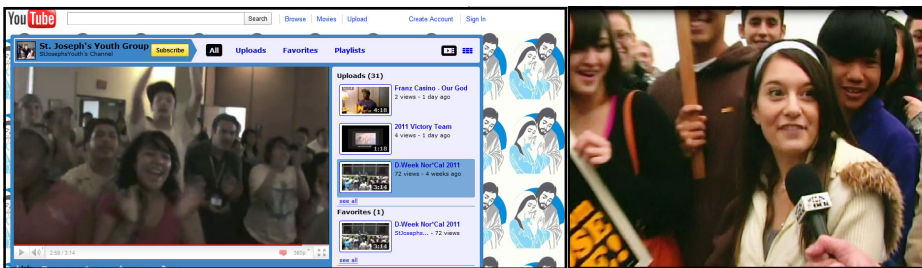 YouTube
Search
Browse
Movies
Upload
Create Account
Sign In
St. Joseph's Youth Group
StJosephsYouth's Channel
Subscribe
All
Uploads
Favorites
Playlists
Uploads (31)
Franz Casino - Our God
2 views - 1 day ago
4:18
2011 Victory Team
4 views - 1 day ago
1:18
D-Week Nor*Cal 2011
72 views - 4 weeks ago
3:14
see all
Favorites (1)
D-Week Nor*Cal 2011
StJosephs... - 72 views
3:14
see all
2:59 / 3:14
360p